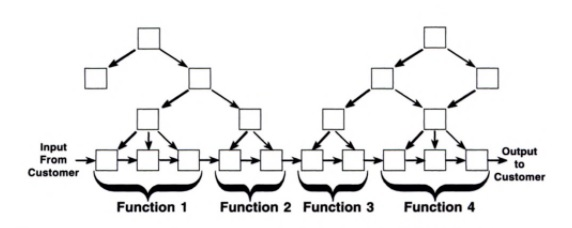 Input
From
Customer
Output
to
Customer
Function 1
Function 2
Function 3
Function 4